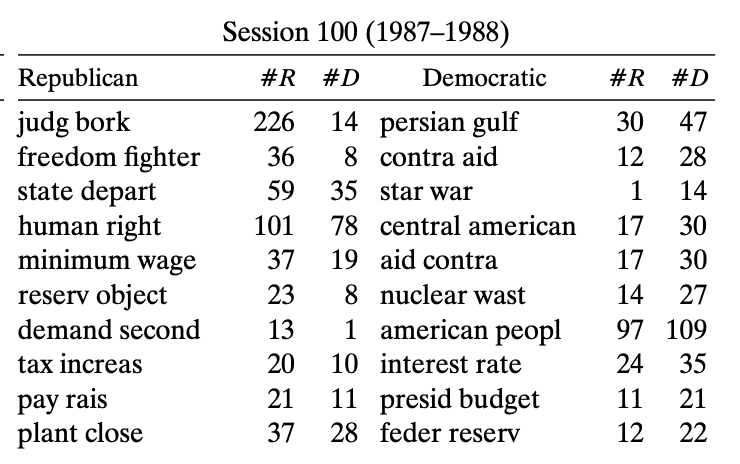 Session 100 (1987–1988)
Republican #R #D Democratic #R #D
judg bork 226 14 persian gulf 30 47
freedom fighter 36 8 contra aid 12 28
state depart 59 35 star war 1 14
human right 101 78 central american 17 30
minimum wage 37 19 aid contra 17 30
reserv object 23 8 nuclear wast 14 27
demand second 13 1 american peopl 97 109
tax increas 20 10 interest rate 24 35
pay rais 21 11 presid budget 11 21
plant close 37 28 feder reserv 12 22